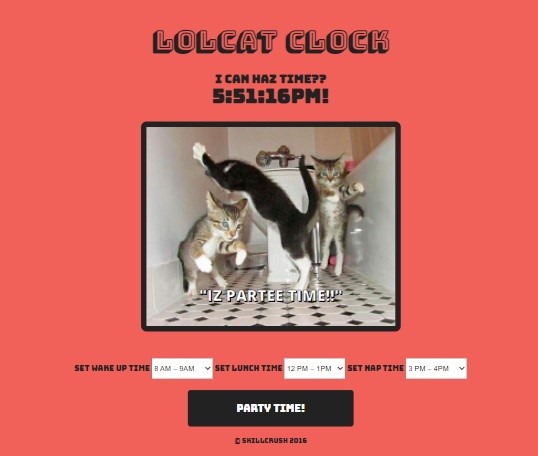 LOLCAT CLOCK
I CAN HAZ TIME??
5:51:16PM!
"IZ PARTEE TIME!!"
SET WAKE UP TIME 8 AM – 9AM SET LUNCH TIME 12 PM – 1PM SET NAP TIME 3 PM – 4PM
PARTY TIME!
© SKILLCRUSH 2016